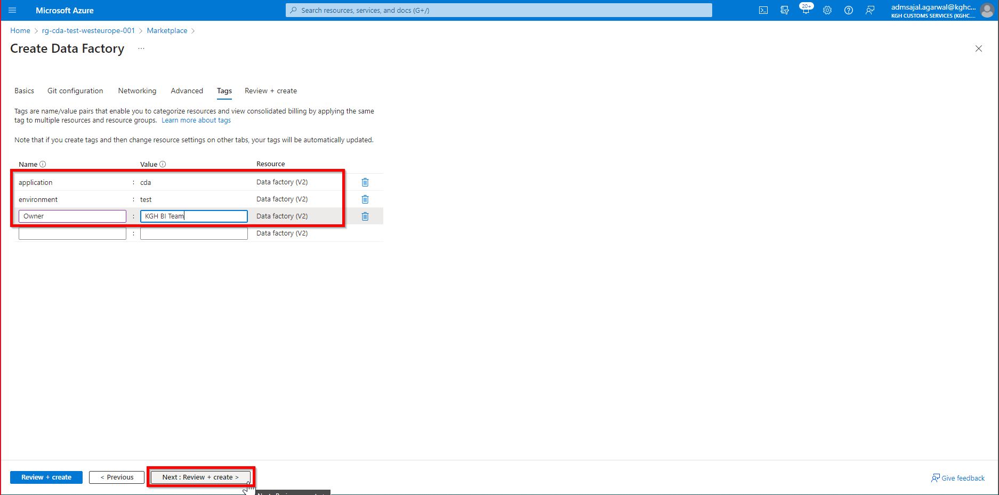 Microsoft Azure
Search resources, services, and docs (G+/)
20+
admsajal.agarwal@kghc...
KGH CUSTOMS SERVICES (KGHC....
Home > rg-cda-test-westeurope-001 > Marketplace >
Create Data Factory ...
Basics Git configuration Networking Advanced Tags Review + create
Tags are name/value pairs that enable you to categorize resources and view consolidated billing by applying the same
tag to multiple resources and resource groups. Learn more about tags
Note that if you create tags and then change resource settings on other tabs, your tags will be automatically updated.
Name Value Resource
application : cda Data factory (V2)
environment : test Data factory (V2)
Owner : KGH BI Team Data factory (V2)
: Data factory (V2)
Review + create < Previous Next : Review + create >
Give feedback